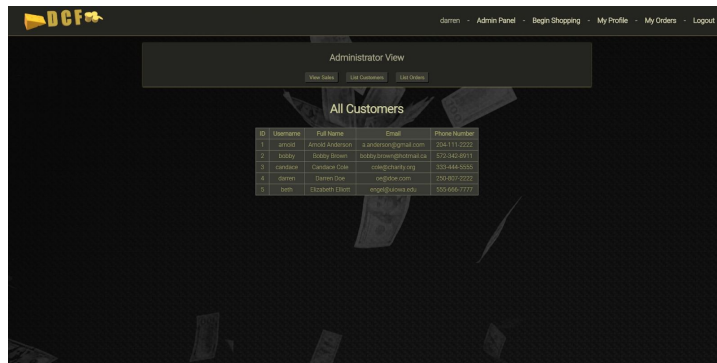 DCF
darren - Admin Panel - Begin Shopping - My Profile - My Orders - Logout
Administrator View
View Sales List Customers List Orders
All Customers
ID Username Full Name Email Phone Number
1 arnold Arnold Anderson a.anderson@gmail.com 204-111-2222
2 bobby Bobby Brown bobby.brown@hotmail.ca 572-342-8911
3 candace Candace Cole cole@charity.org 333-444-5555
4 darren Darren Doe oe@doe.com 250-807-2222
5 beth Elizabeth Elliott engel@uiowa.edu 555-666-7777